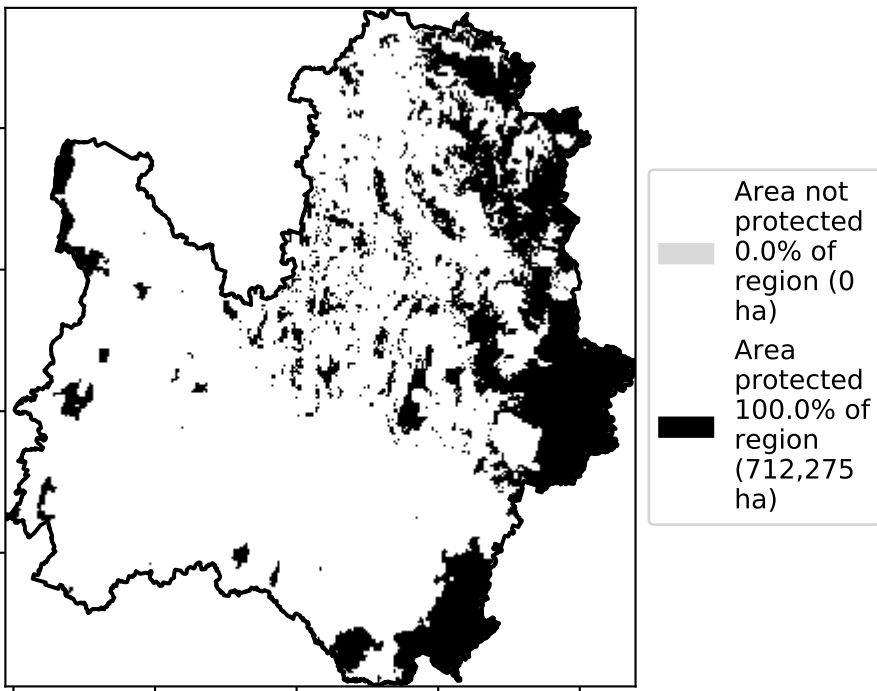 Area not
protected
0.0% of
region (0
ha)
Area
protected
100.0% of
region
(712,275
ha)